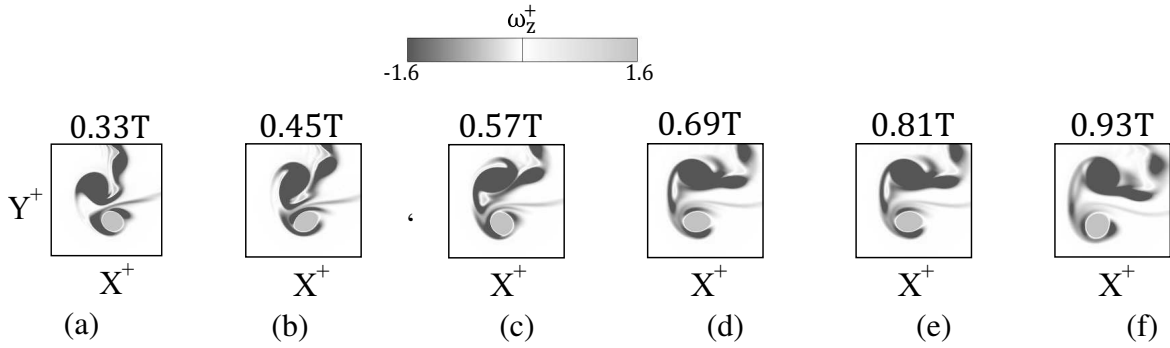 ω_z^+
-1.6 1.6
0.33T 0.45T 0.57T 0.69T 0.81T 0.93T
Y^+ ‘
X^+ X^+ X^+ X^+ X^+ X^+
(a) (b) (c) (d) (e) (f)